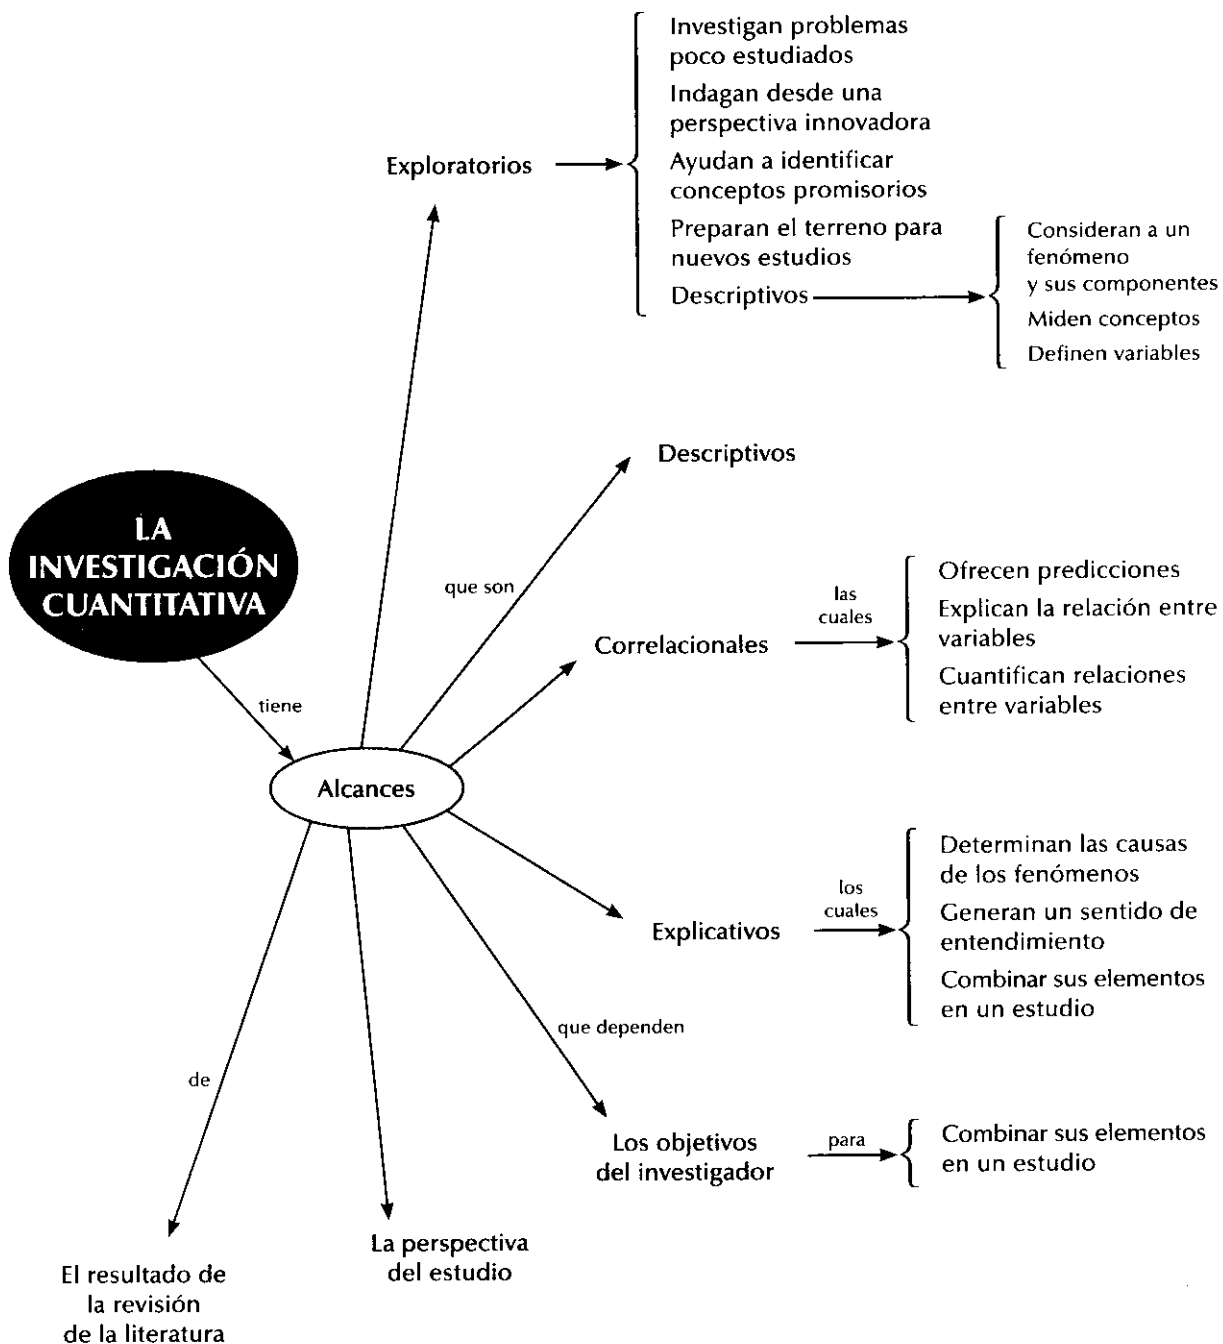 Investigan problemas
poco estudiados
Indagan desde una
perspectiva innovadora
Exploratorios
Ayudan a identificar
conceptos promisorios
Preparan el terreno para
nuevos estudios
Descriptivos
Consideran a un
fenómeno
y sus componentes
Miden conceptos
Definen variables
Descriptivos
LA
INVESTIGACIÓN
CUANTITATIVA
que son
Correlacionales
las
cuales
Ofrecen predicciones
Explican la relación entre
variables
Cuantifican relaciones
entre variables
tiene
Alcances
Explicativos
los
cuales
Determinan las causas
de los fenómenos
Generan un sentido de
entendimiento
Combinar sus elementos
en un estudio
que dependen
de
Los objetivos
del investigador
para
Combinar sus elementos
en un estudio
La perspectiva
del estudio
El resultado de
la revisión
de la literatura